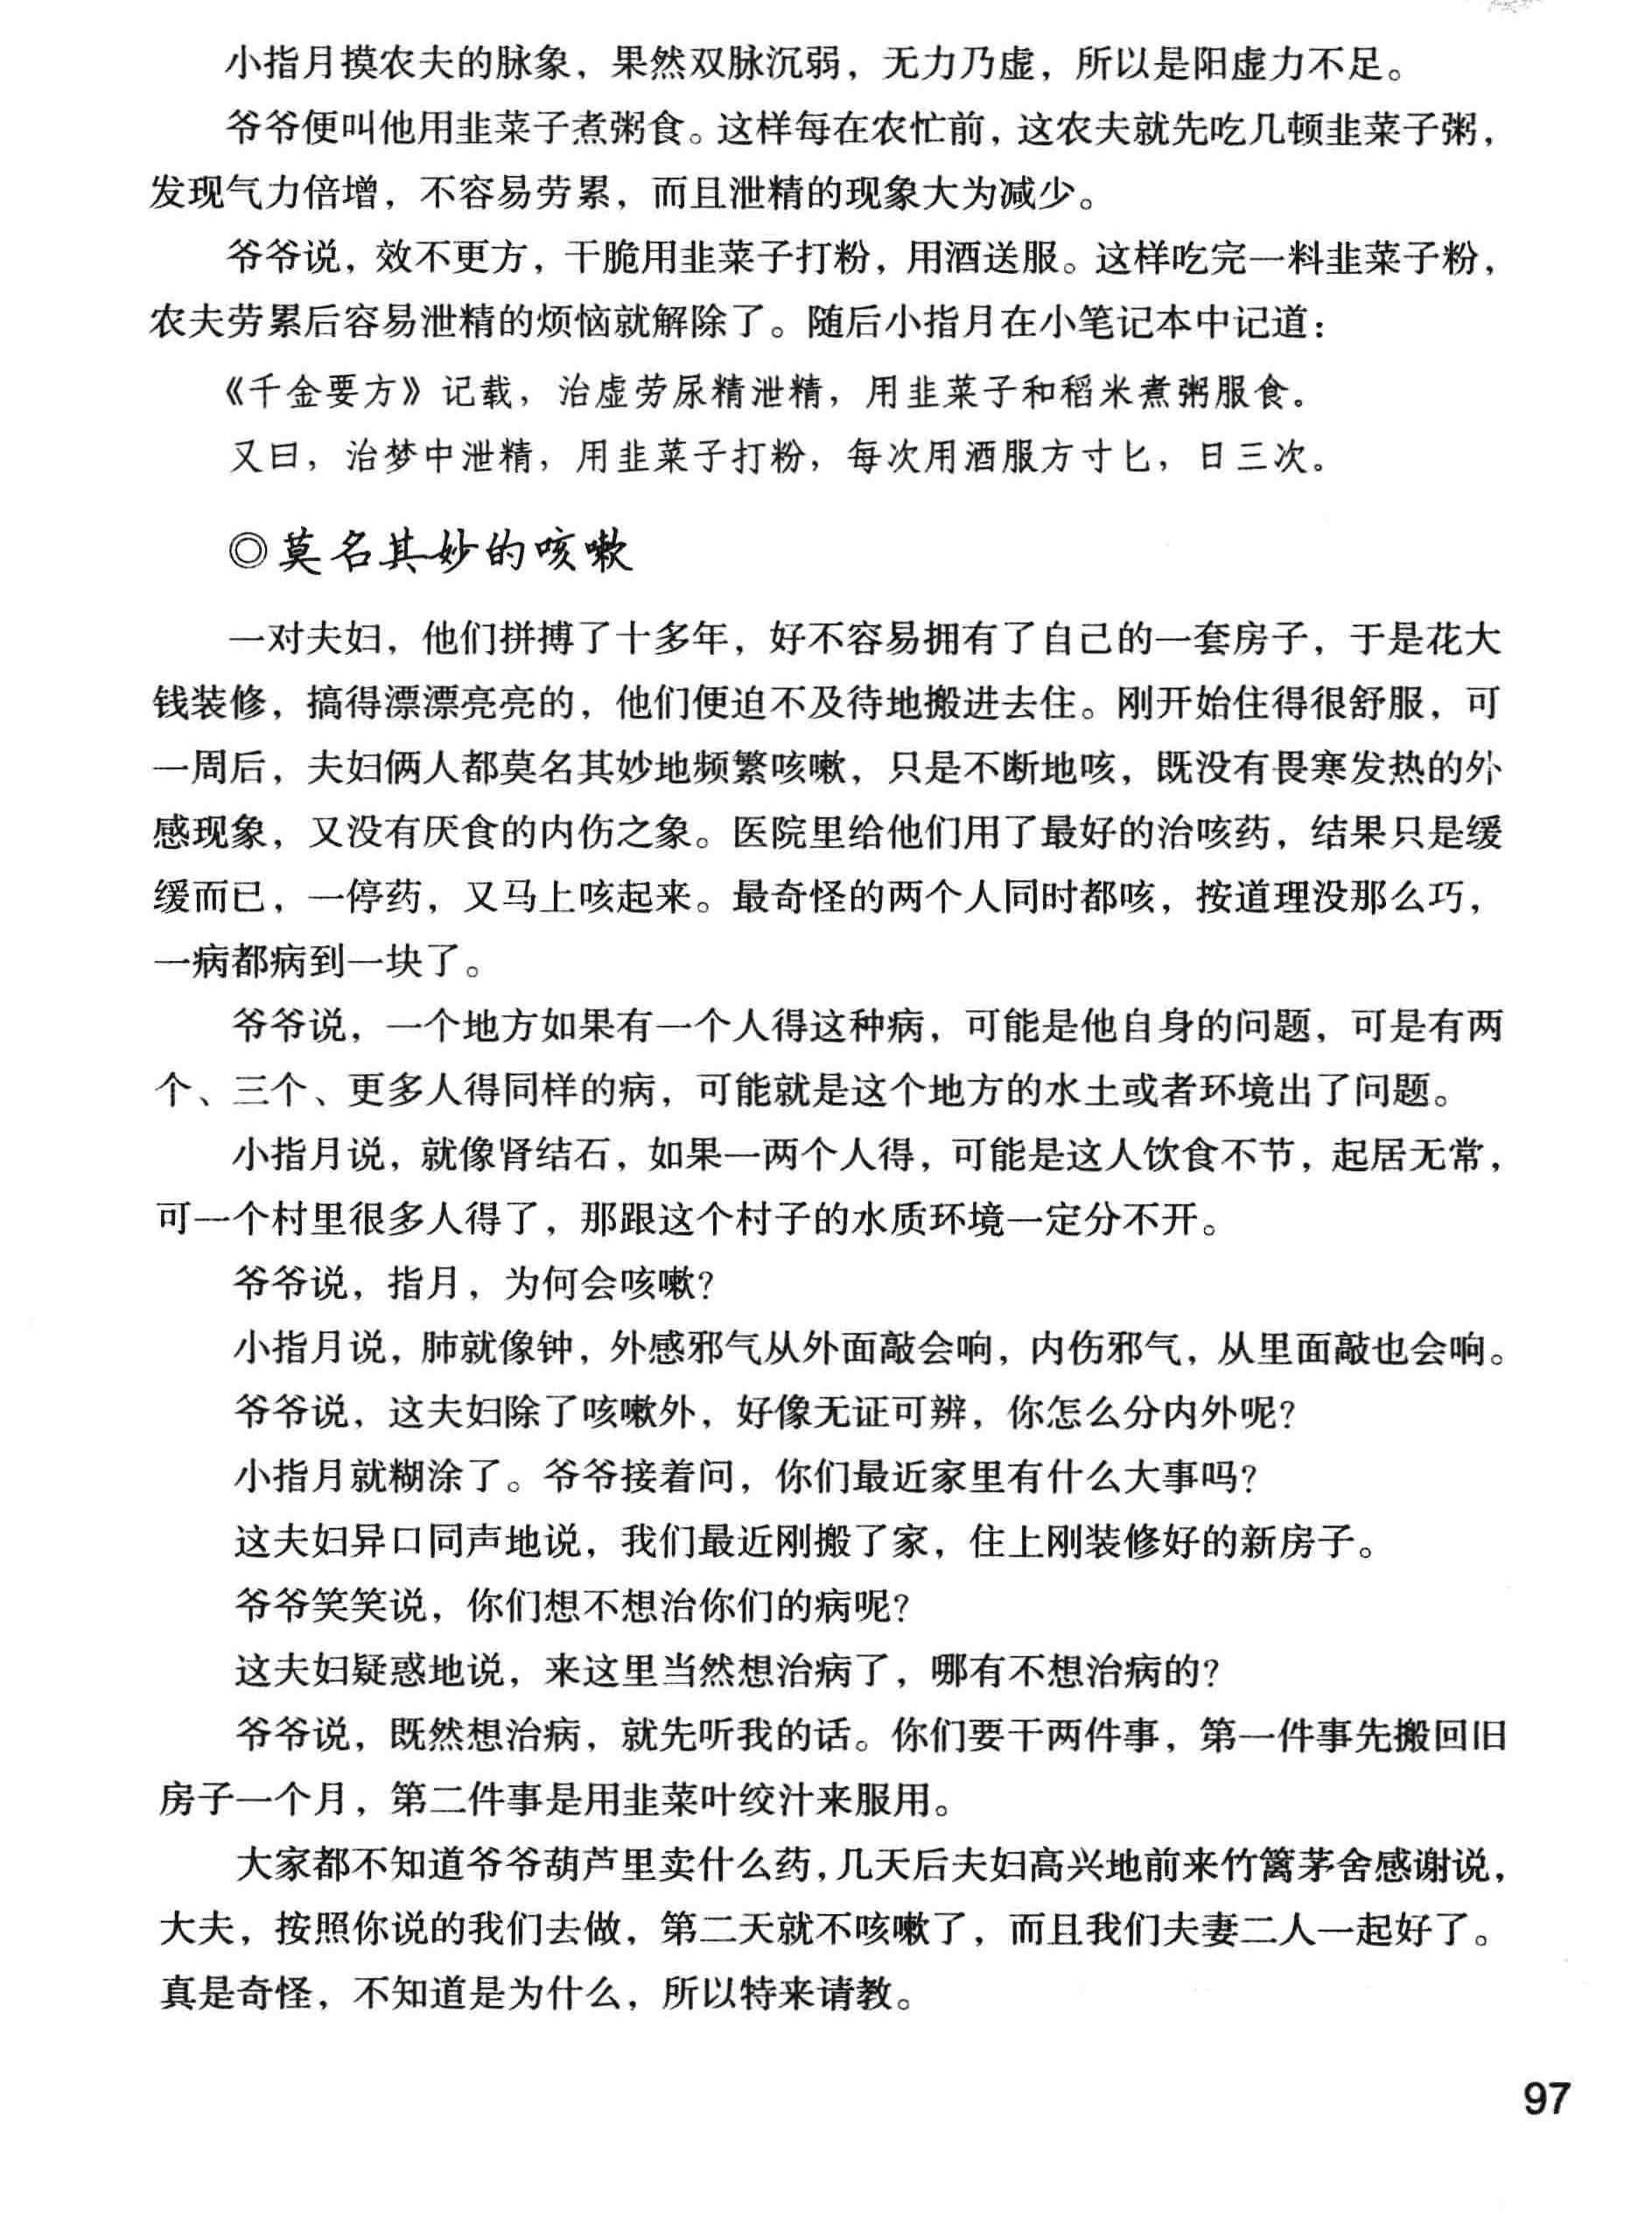 小指月摸农夫的脉象，果然双脉沉弱，无力乃虚，所以是阳虚力不足。
爷爷便叫他用韭菜子煮粥食。这样每在农忙前，这农夫就先吃几顿韭菜子粥，
发现气力倍增，不容易劳累，而且泄精的现象大为减少。
爷爷说，效不更方，干脆用韭菜子打粉，用酒送服。这样吃完一料韭菜子粉，
农夫劳累后容易泄精的烦恼就解除了。随后小指月在小笔记本中记道：
《千金要方》记载，治虚劳尿精泄精，用韭菜子和稻米煮粥服食。
又曰，治梦中泄精，用韭菜子打粉，每次用酒服方寸匕，日三次。
◎莫名其妙的咳嗽
一对夫妇，他们拼搏了十多年，好不容易拥有了自己的一套房子，于是花大
钱装修，搞得漂漂亮亮的，他们便迫不及待地搬进去住。刚开始住得很舒服，可
一周后，夫妇俩人都莫名其妙地频繁咳嗽，只是不断地咳，既没有畏寒发热的外
感现象，又没有厌食的内伤之象。医院里给他们用了最好的治咳药，结果只是缓
缓而已，一停药，又马上咳起来。最奇怪的两个人同时都咳，按道理没那么巧，
一病都病到一块了。
爷爷说，一个地方如果有一个人得这种病，可能是他自身的问题，可是有两
个、三个、更多人得同样的病，可能就是这个地方的水土或者环境出了问题。
小指月说，就像肾结石，如果一两个人得，可能是这人饮食不节，起居无常，
可一个村里很多人得了，那跟这个村子的水质环境一定分不开。
爷爷说，指月，为何会咳嗽？
小指月说，肺就像钟，外感邪气从外面敲会响，内伤邪气，从里面敲也会响。
爷爷说，这夫妇除了咳嗽外，好像无证可辨，你怎么分内外呢？
小指月就糊涂了。爷爷接着问，你们最近家里有什么大事吗？
这夫妇异口同声地说，我们最近刚搬了家，住上刚装修好的新房子。
爷爷笑笑说，你们想不想治你们的病呢？
这夫妇疑惑地说，来这里当然想治病了，哪有不想治病的？
爷爷说，既然想治病，就先听我的话。你们要干两件事，第一件事先搬回旧
房子一个月，第二件事是用韭菜叶绞汁来服用。
大家都不知道爷爷葫芦里卖什么药，几天后夫妇高兴地前来竹篱茅舍感谢说，
大夫，按照你说的我们去做，第二天就不咳嗽了，而且我们夫妻二人一起好了。
真是奇怪，不知道是为什么，所以特来请教。
97